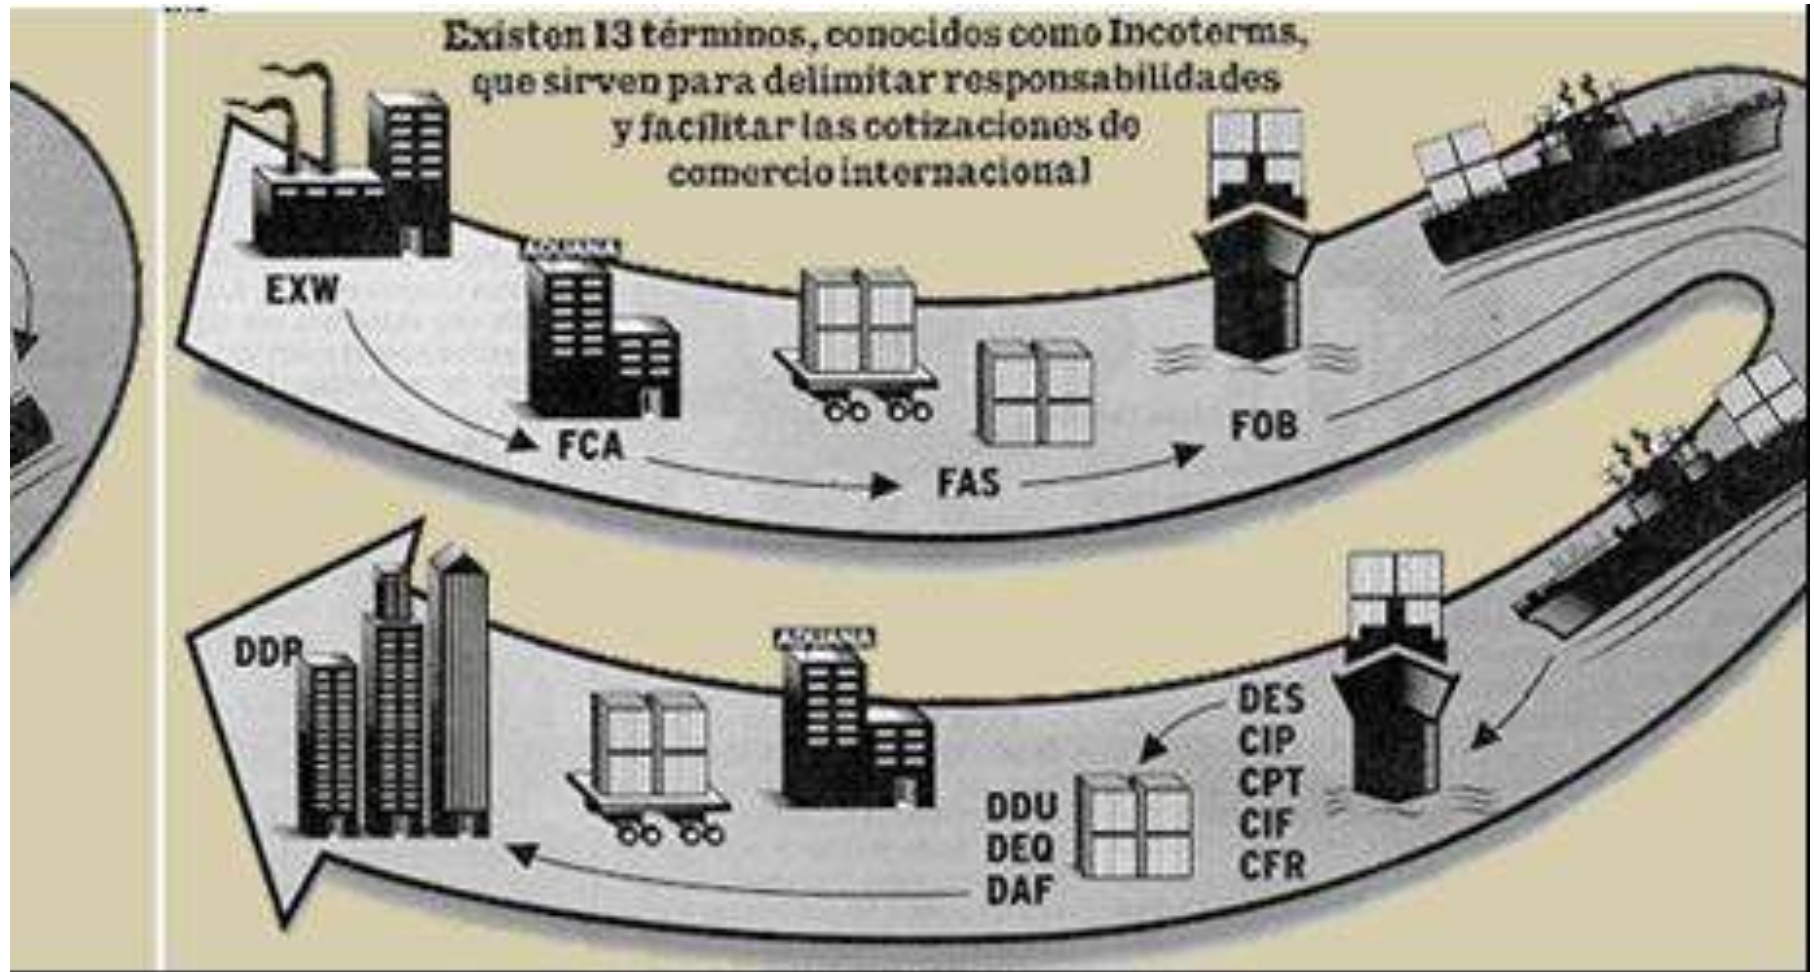 Existen 13 términos, conocidos como Incoterms,
que sirven para delimitar responsabilidades
y facilitar las cotizaciones de
comercio internacional
ADUANA
EXW
FCA
FAS
FOB
DES
CIP
CPT
CIF
CFR
ADUANA
DDU
DEQ
DAF
DDP